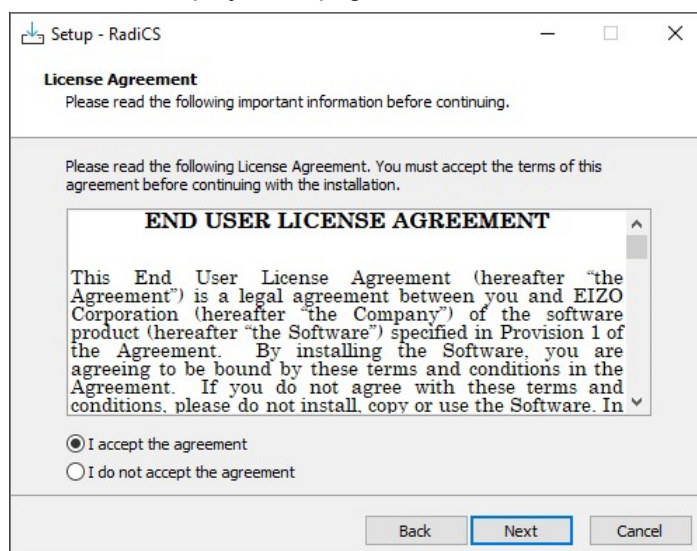 Setup - RadiCS
License Agreement
Please read the following important information before continuing.
Please read the following License Agreement. You must accept the terms of this
agreement before continuing with the installation.
END USER LICENSE AGREEMENT
This End User License Agreement (hereafter “the
Agreement”) is a legal agreement between you and EIZO
Corporation (hereafter “the Company”) of the software
product (hereafter “the Software”) specified in Provision 1 of
the Agreement. By installing the Software, you are
agreeing to be bound by these terms and conditions in the
Agreement. If you do not agree with these terms and
conditions, please do not install, copy or use the Software. In
I accept the agreement
I do not accept the agreement
Back Next Cancel